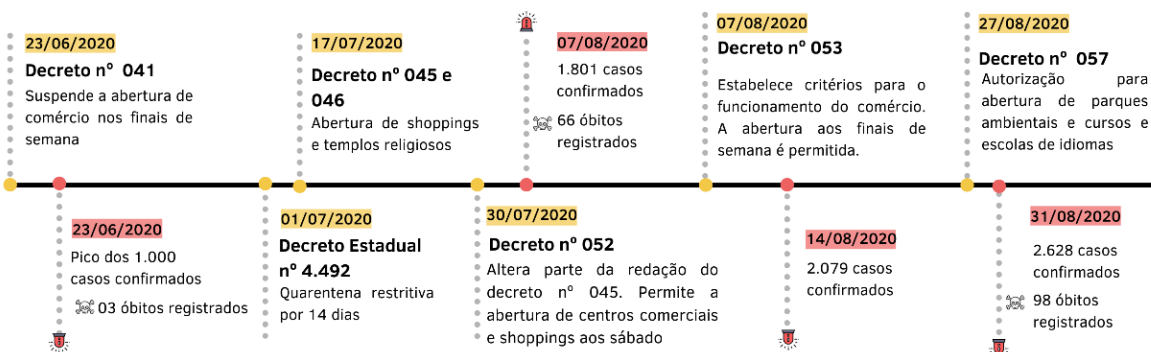 23/06/2020
Decreto nº 041
Suspende a abertura de
comércio nos finais de
semana
23/06/2020
Pico dos 1.000
casos confirmados
03 óbitos registrados
01/07/2020
Decreto Estadual
nº 4.492
Quarentena restritiva
por 14 dias
17/07/2020
Decreto nº 045 e
046
Abertura de shoppings
e templos religiosos
30/07/2020
Decreto nº 052
Altera parte da redação do
decreto nº 045. Permite a
abertura de centros comerciais
e shoppings aos sábado
07/08/2020
1.801 casos
confirmados
66 óbitos
registrados
07/08/2020
Decreto nº 053
Estabelece critérios para o
funcionamento do comércio.
A abertura aos finais de
semana é permitida.
14/08/2020
2.079 casos
confirmados
27/08/2020
Decreto nº 057
Autorização para
abertura de parques
ambientais e cursos e
escolas de idiomas
31/08/2020
2.628 casos
confirmados
98 óbitos
registrados